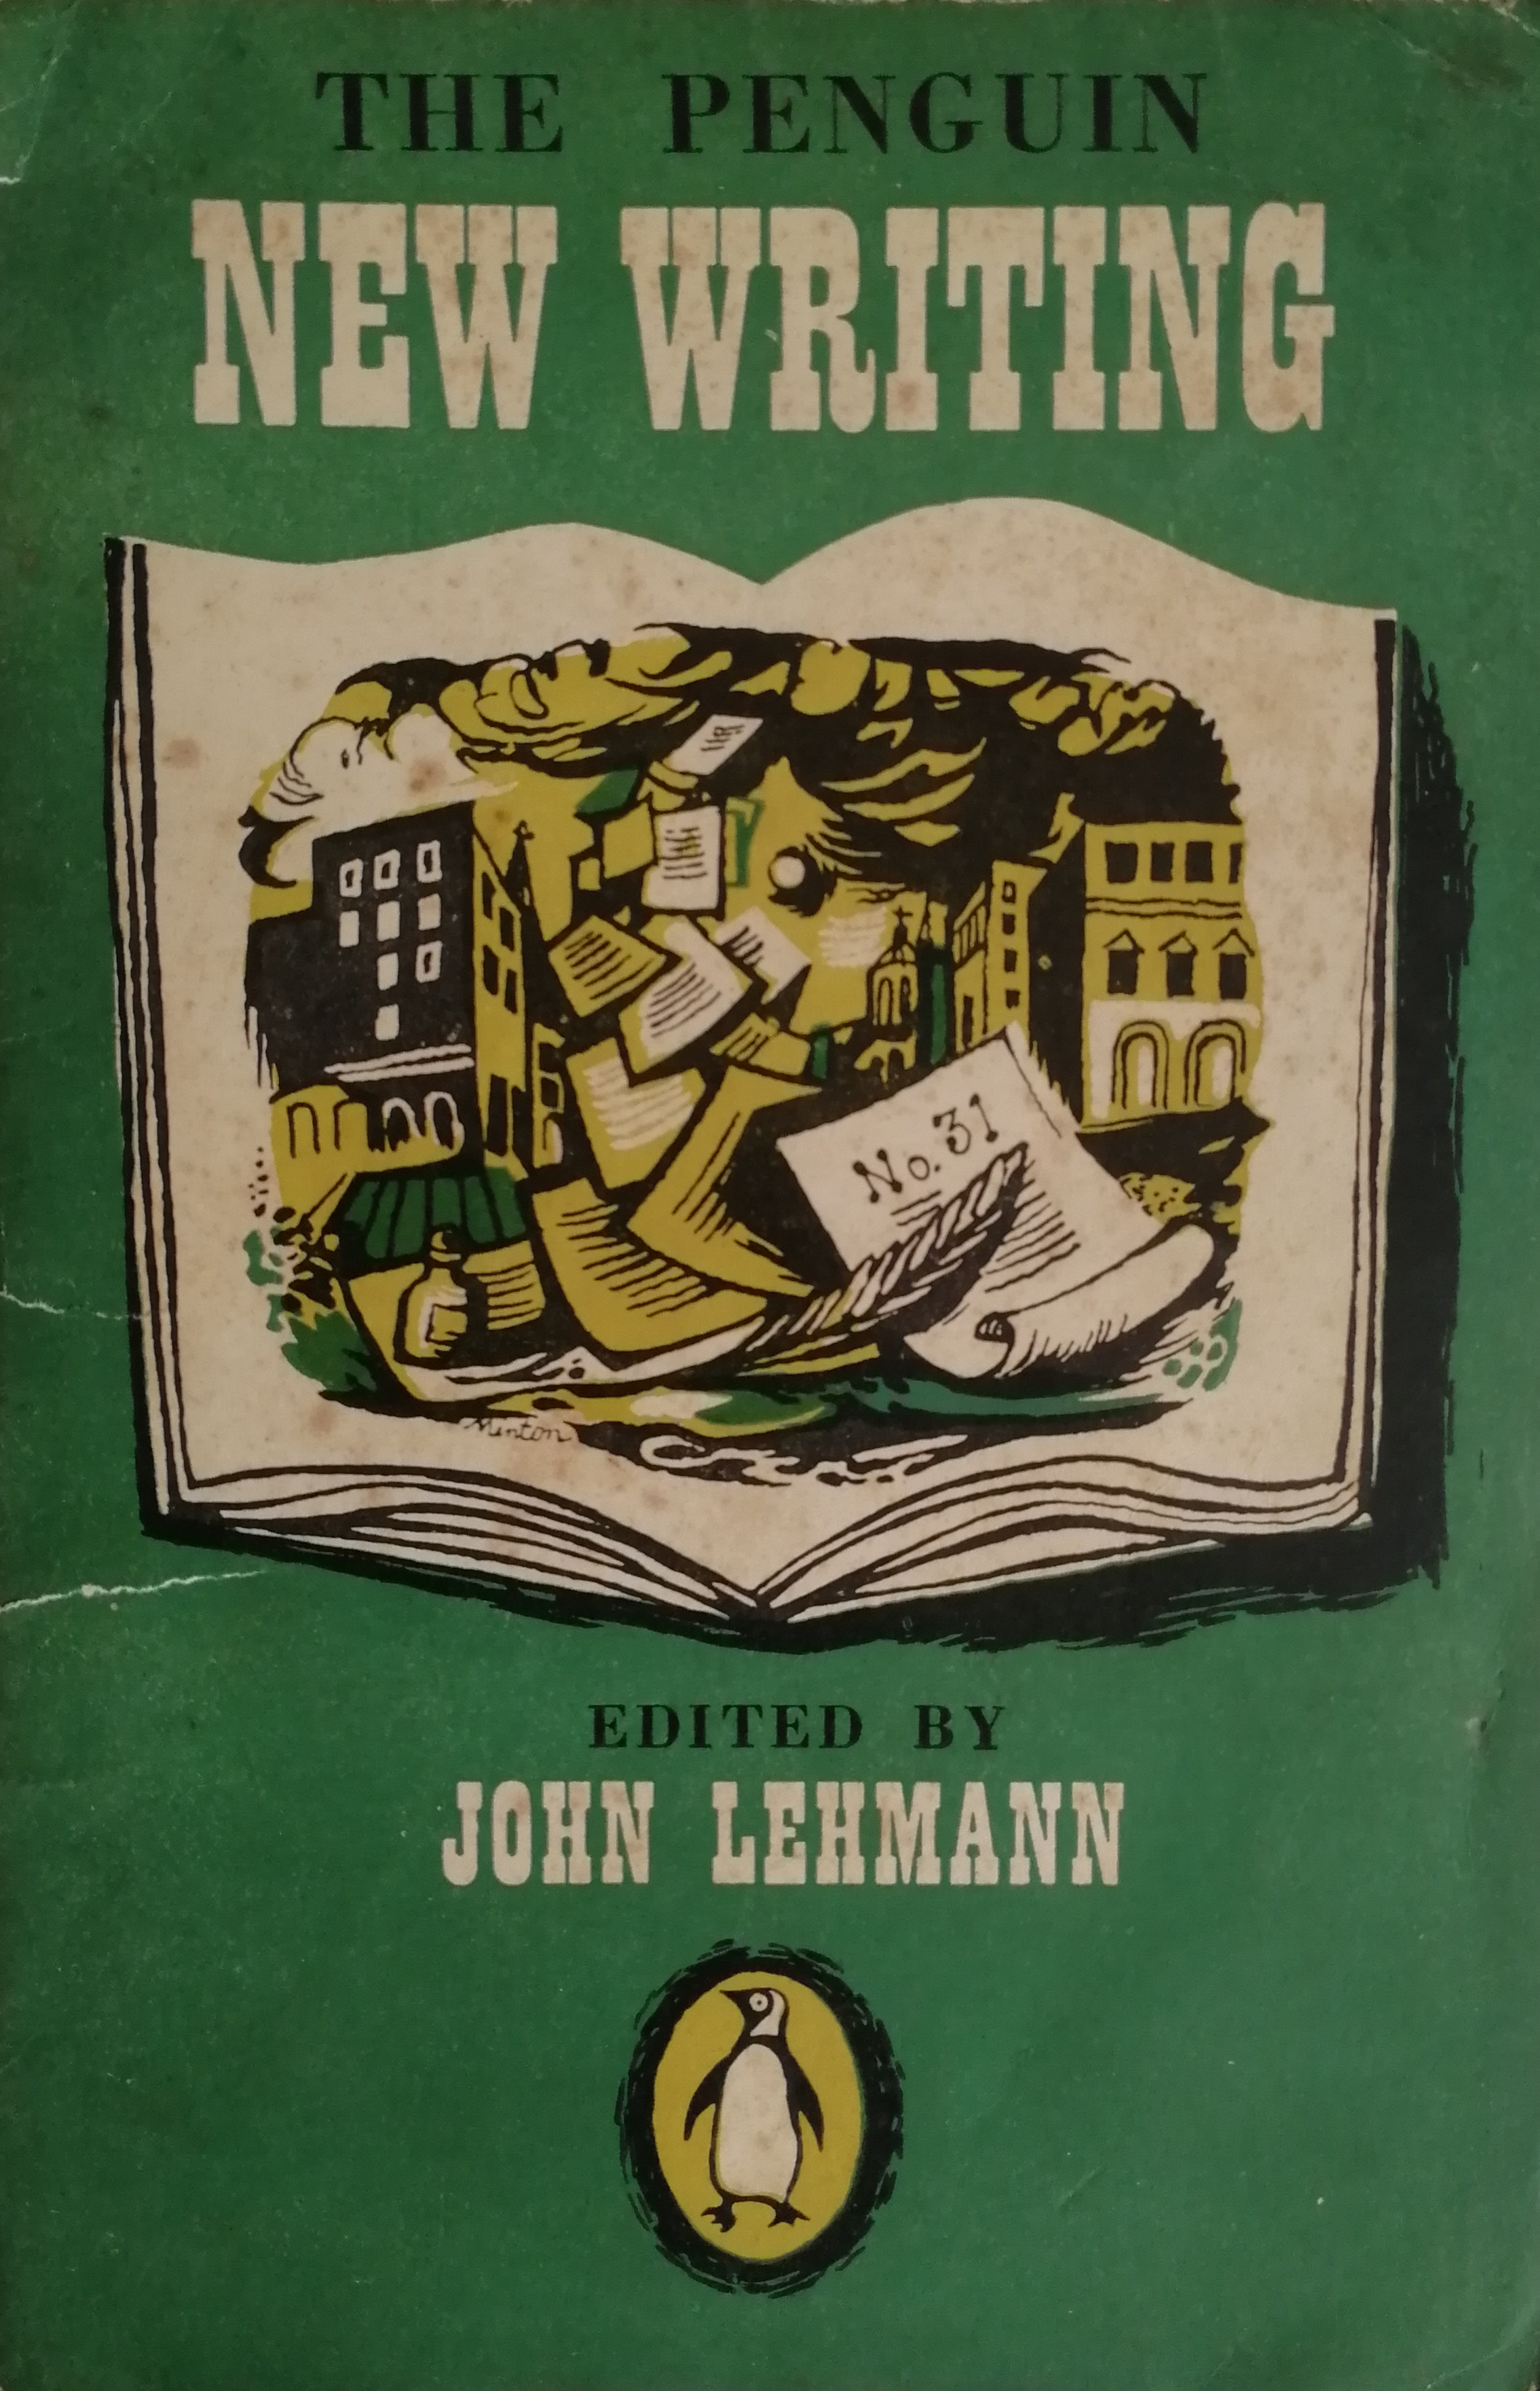 THE PENGUIN
NEW WRITING
No. 31
Minton
EDITED BY
JOHN LEHMANN